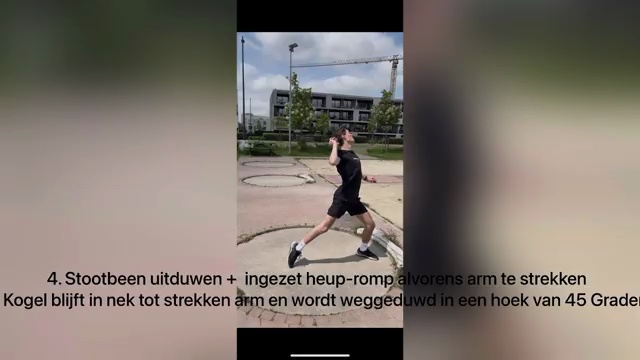 4. Stootbeen uitduwen + ingezet heup-romp alvorens arm te strekken
Kogel blijft in nek tot strekken arm en wordt weggeduwd in een hoek van 45 Graden